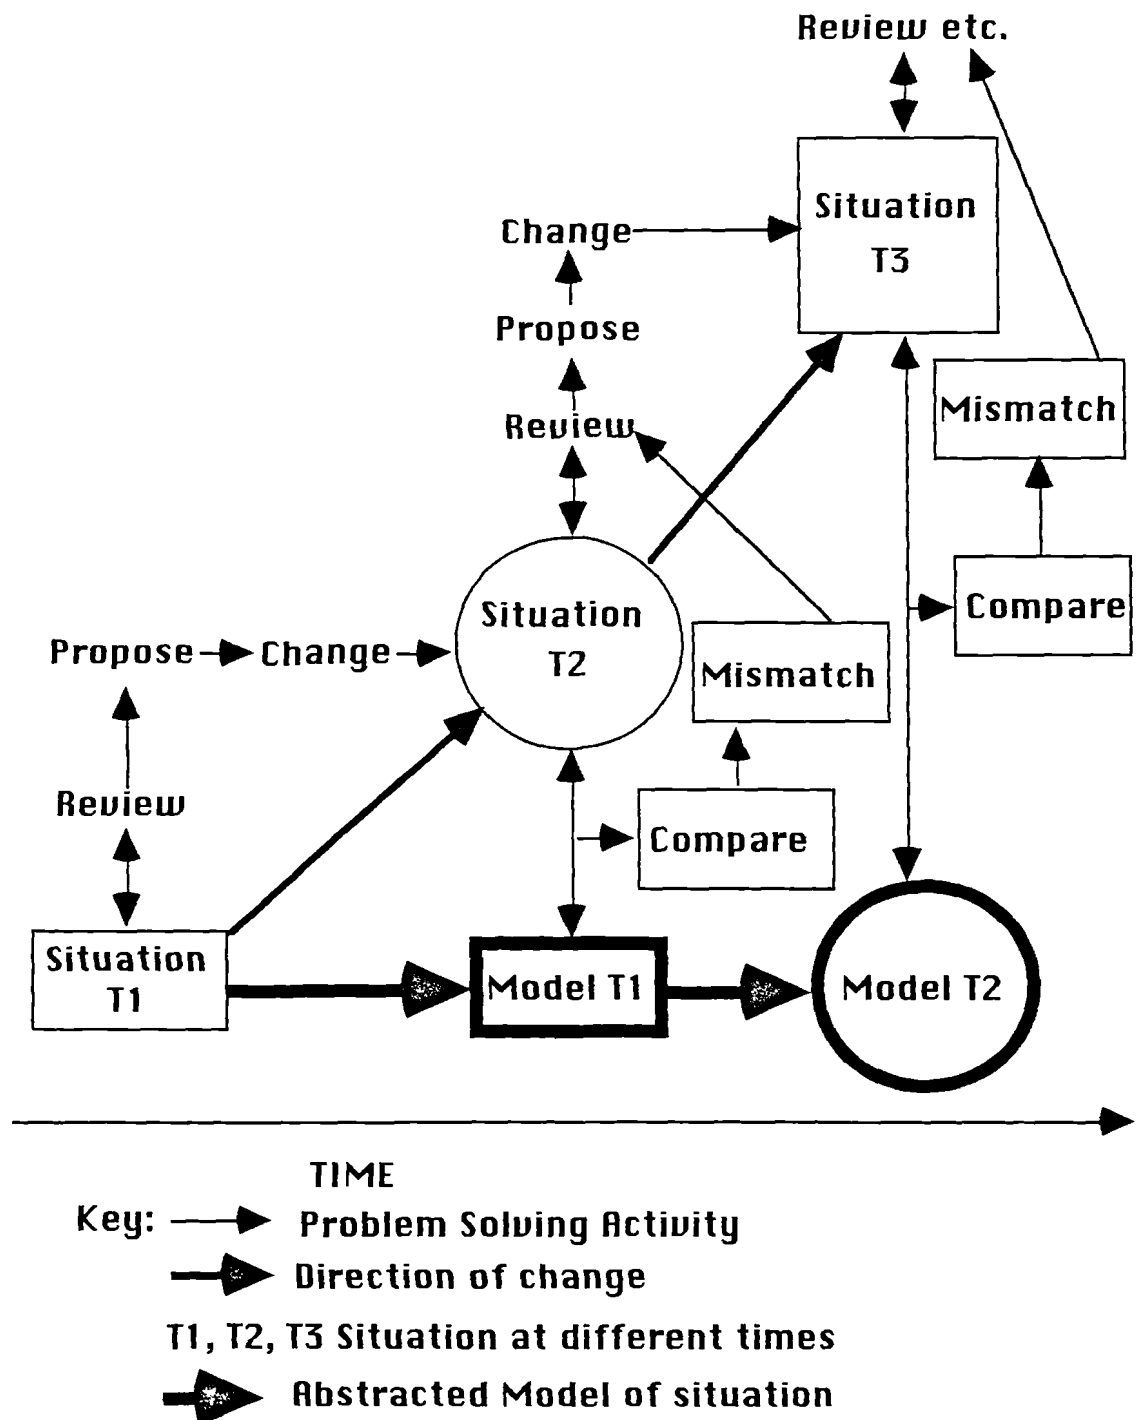 Review etc.
Situation
T3
Change
Propose
Mismatch
Review
Compare
Situation
T2
Propose
Change
Mismatch
Review
Compare
Situation
T1
Model T1
Model T2
TIME
Key:
Problem Solving Activity
Direction of change
T1, T2, T3 Situation at different times
Abstracted Model of situation